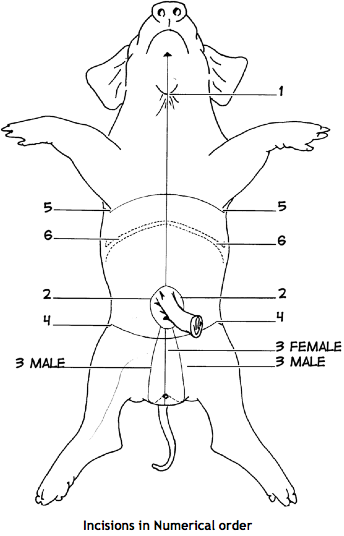 1
5 5
6 6
2 2
4 4
3 FEMALE
3 MALE 3 MALE
Incisions in Numerical order